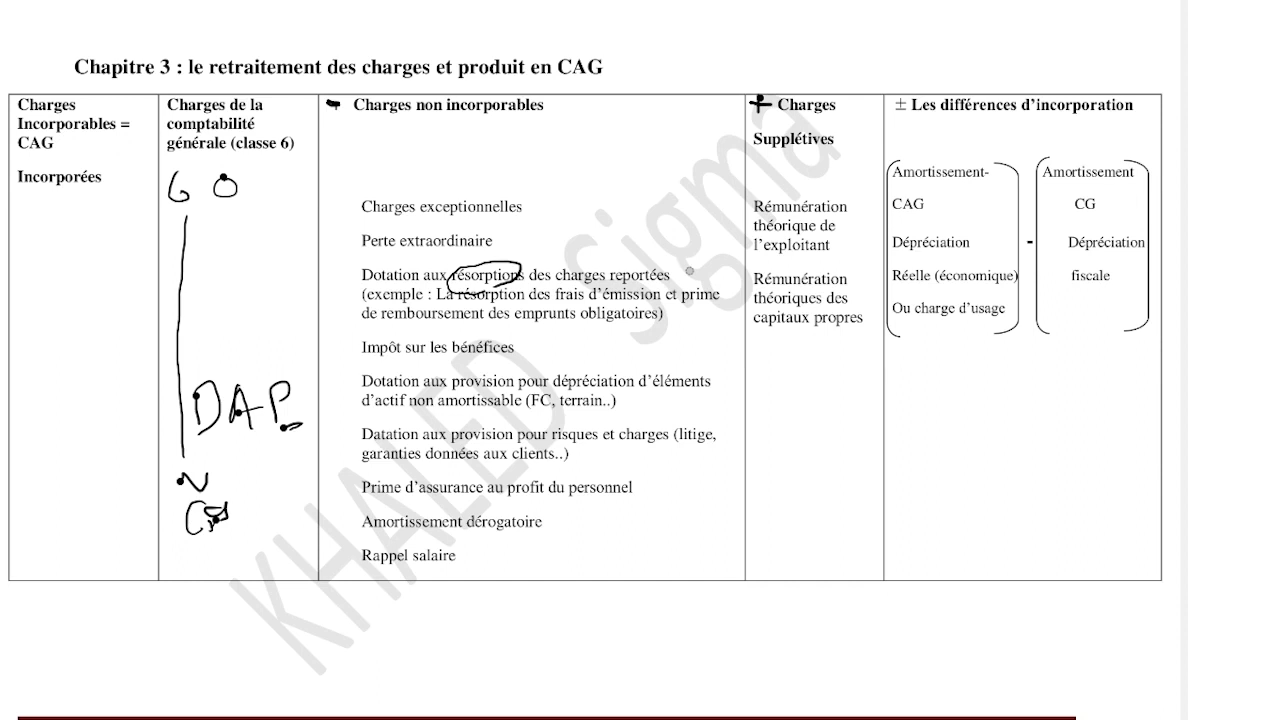 Chapitre 3 : le retraitement des charges et produit en CAG
Charges
Incorporables =
CAG
Incorporées
Charges de la
comptabilité
générale (classe 6)
60
DAP
N
- Charges non incorporables
Charges exceptionnelles
Perte extraordinaire
Dotation aux résorptions des charges reportées
(exemple : La résorption des frais d'émission et prime
de remboursement des emprunts obligatoires)
Impôt sur les bénéfices
Dotation aux provision pour dépréciation d'éléments
d'actif non amortissable (FC, terrain..)
Datation aux provision pour risques et charges (litige,
garanties données aux clients..)
Prime d'assurance au profit du personnel
Amortissement dérogatoire
Rappel salaire
+ Charges
Supplétives
Rémunération
théorique de
l'exploitant
Rémunération
théoriques des
capitaux propres
± Les différences d'incorporation
Amortissement-
CAG
Dépréciation
Réelle (économique)
Ou charge d'usage
-
Amortissement
CG
Dépréciation
fiscale
KHALED Sigma